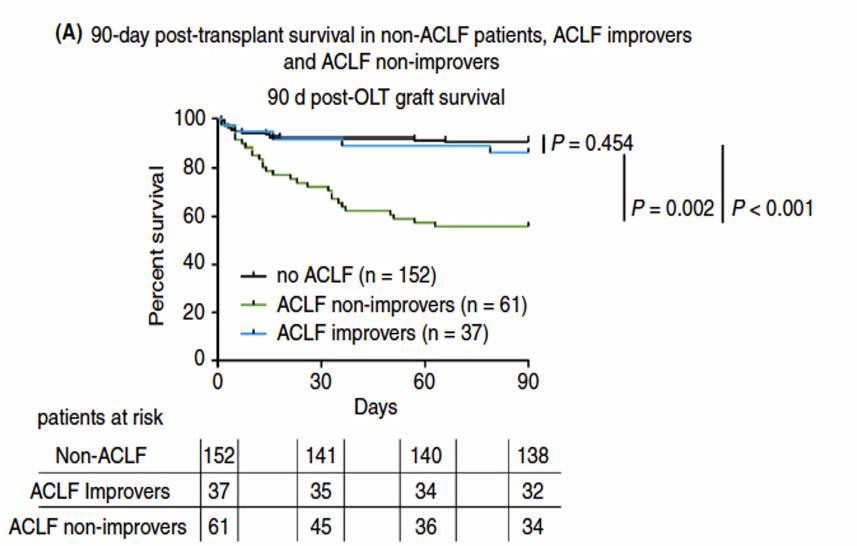 (A) 90-day post-transplant survival in non-ACLF patients, ACLF improvers
and ACLF non-improvers
90 d post-OLT graft survival
Percent survival
100
80
60
40
20
0
P = 0.454
P = 0.002
P < 0.001
no ACLF (n = 152)
ACLF non-improvers (n = 61)
ACLF improvers (n = 37)
0 30 60 90
Days
patients at risk
Non-ACLF 152 141 140 138
ACLF Improvers 37 35 34 32
ACLF non-improvers 61 45 36 34